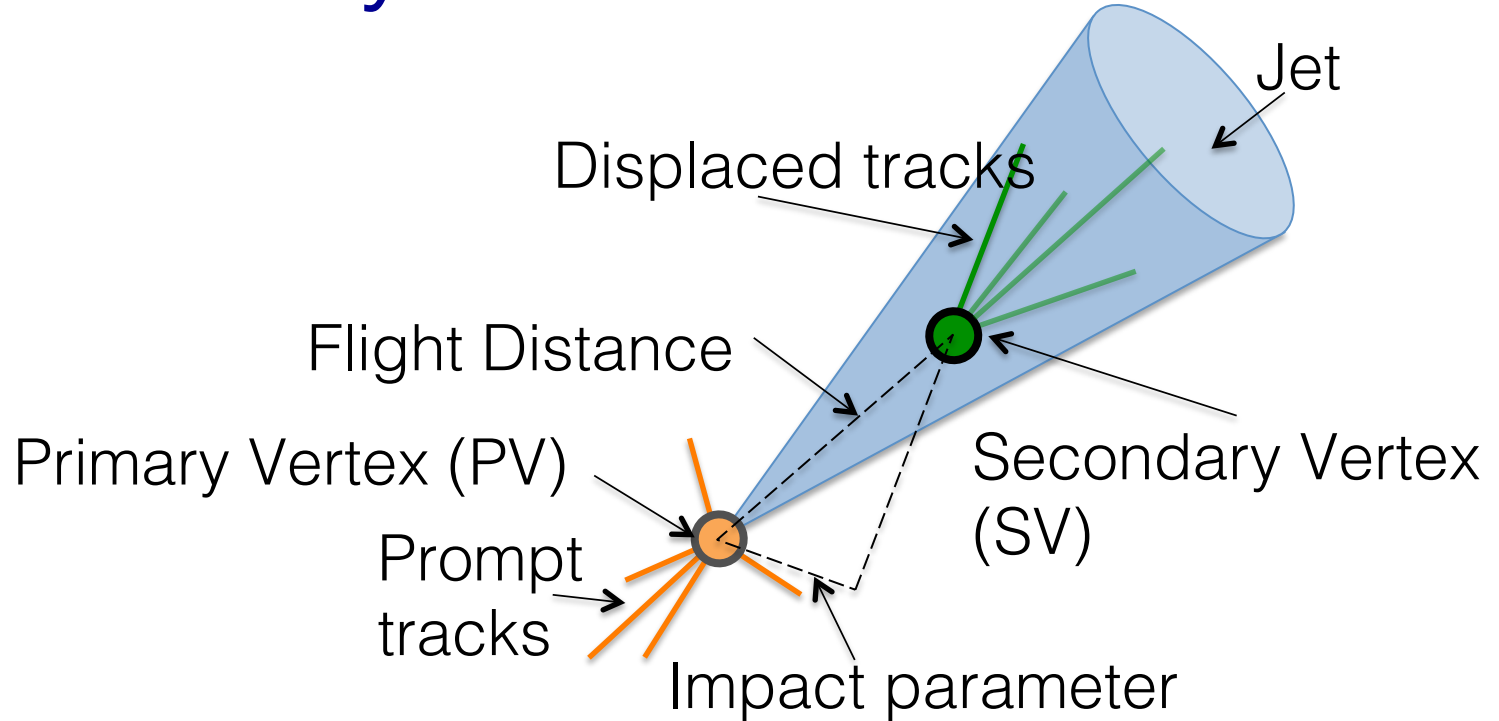 Jet
Displaced tracks
Flight Distance
Primary Vertex (PV)
Secondary Vertex
(SV)
Prompt
tracks
Impact parameter